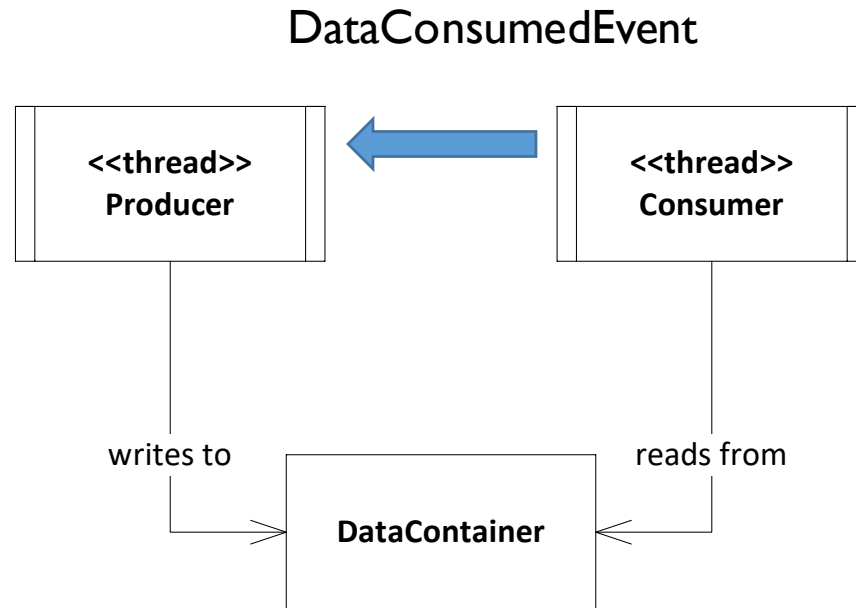 DataConsumedEvent
<<thread>>
Producer
<<thread>>
Consumer
writes to
reads from
DataContainer